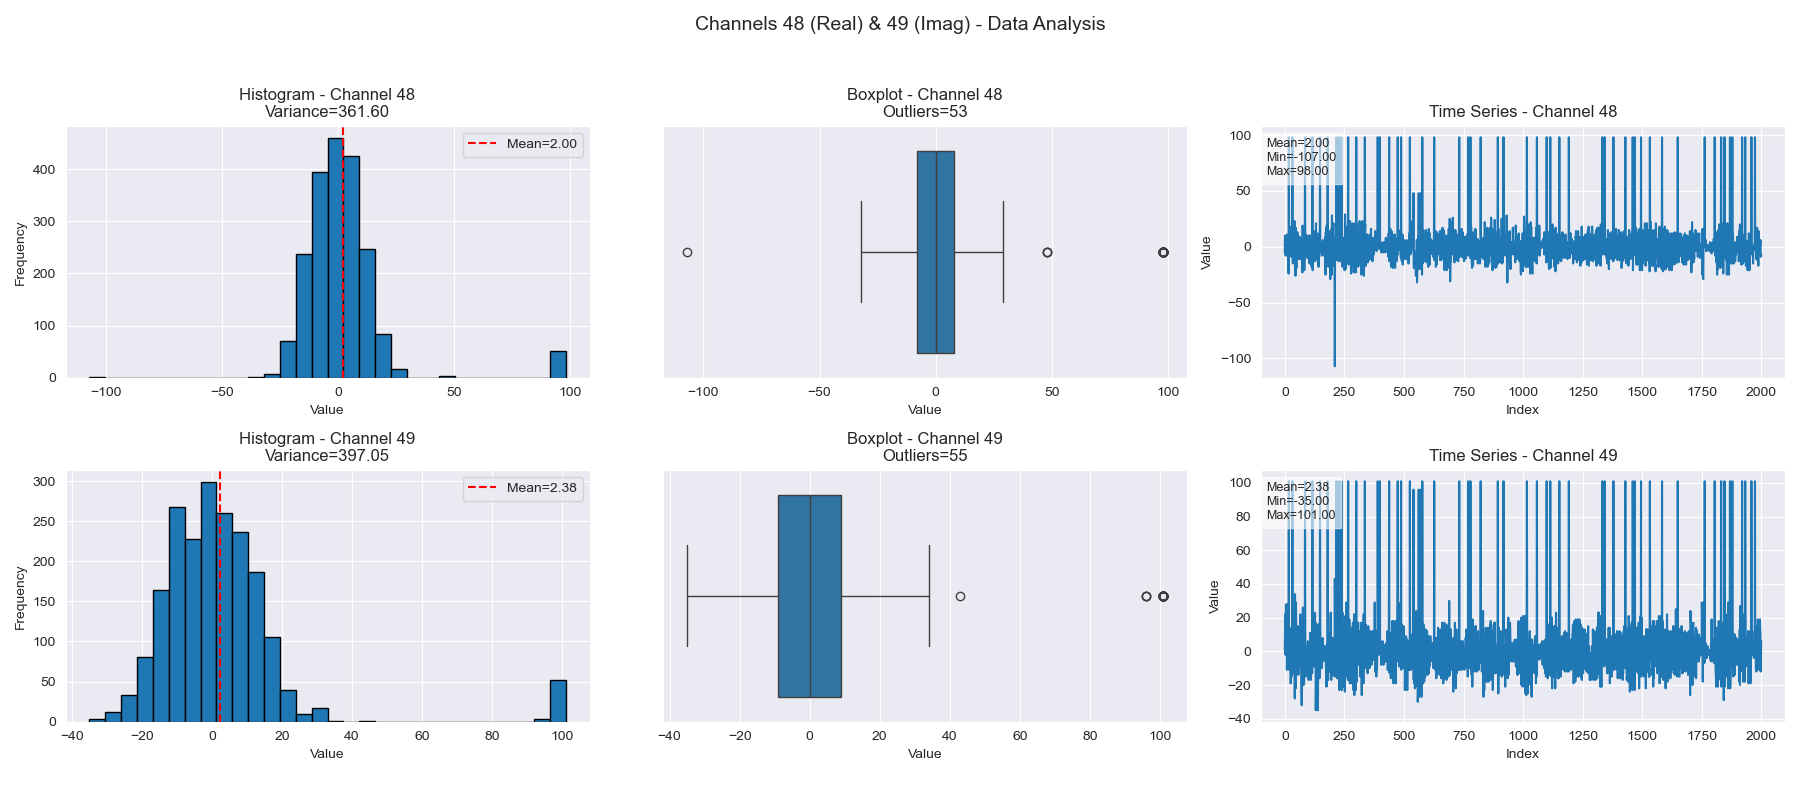 Channels 48 (Real) & 49 (Imag) - Data Analysis
Histogram - Channel 48
Variance=361.60
Mean=2.00
Frequency
400
300
200
100
0
−100
−50
0
50
100
Value
Boxplot - Channel 48
Outliers=53
−100
−50
0
50
100
Value
Time Series - Channel 48
Mean=2.00
Min=-107.00
Max=98.00
Value
100
50
0
−50
−100
0
250
500
750
1000
1250
1500
1750
2000
Index
Histogram - Channel 49
Variance=397.05
Mean=2.38
Frequency
300
250
200
150
100
50
0
−40
−20
0
20
40
60
80
100
Value
Boxplot - Channel 49
Outliers=55
−40
−20
0
20
40
60
80
100
Value
Time Series - Channel 49
Mean=2.38
Min=-35.00
Max=101.00
Value
100
80
60
40
20
0
−20
−40
0
250
500
750
1000
1250
1500
1750
2000
Index